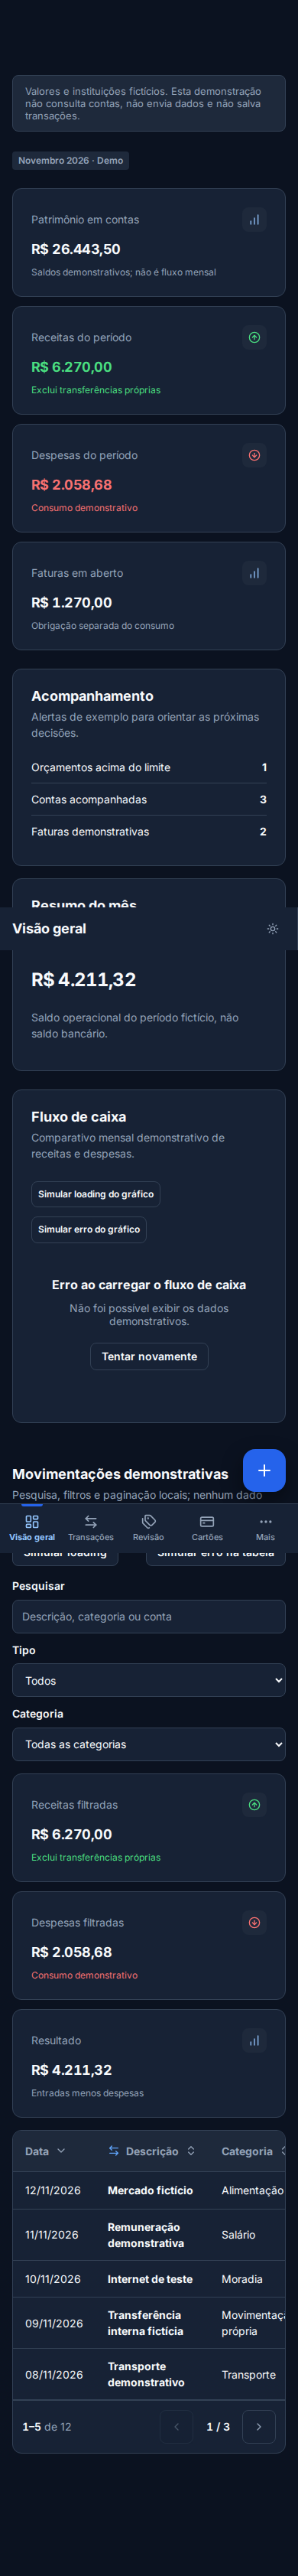 Valores e instituições fictícios. Esta demonstração
não consulta contas, não envia dados e não salva
transações.
Novembro 2026 · Demo
Patrimônio em contas
R$ 26.443,50
Saldos demonstrativos; não é fluxo mensal
Receitas do período
R$ 6.270,00
Exclui transferências próprias
Despesas do período
R$ 2.058,68
Consumo demonstrativo
Faturas em aberto
R$ 1.270,00
Obrigação separada do consumo
Acompanhamento
Alertas de exemplo para orientar as próximas
decisões.
Orçamentos acima do limite 1
Contas acompanhadas 3
Faturas demonstrativas 2
Resumo do mês
Visão geral
R$ 4.211,32
Saldo operacional do período fictício, não
saldo bancário.
Fluxo de caixa
Comparativo mensal demonstrativo de
receitas e despesas.
Simular loading do gráfico
Simular erro do gráfico
Erro ao carregar o fluxo de caixa
Não foi possível exibir os dados
demonstrativos.
Tentar novamente
Movimentações demonstrativas
Pesquisa, filtros e paginação locais; nenhum dado
Visão geral Transações Revisão Cartões Mais
Simular loading Simular erro na tabela
Pesquisar
Descrição, categoria ou conta
Tipo
Todos
Categoria
Todas as categorias
Receitas filtradas
R$ 6.270,00
Exclui transferências próprias
Despesas filtradas
R$ 2.058,68
Consumo demonstrativo
Resultado
R$ 4.211,32
Entradas menos despesas
Data Descrição Categoria
12/11/2026 Mercado fictício Alimentação
11/11/2026 Remuneração demonstrativa Salário
10/11/2026 Internet de teste Moradia
09/11/2026 Transferência interna fictícia própria
08/11/2026 Transporte demonstrativo Transporte
1–5 de 12 1 / 3